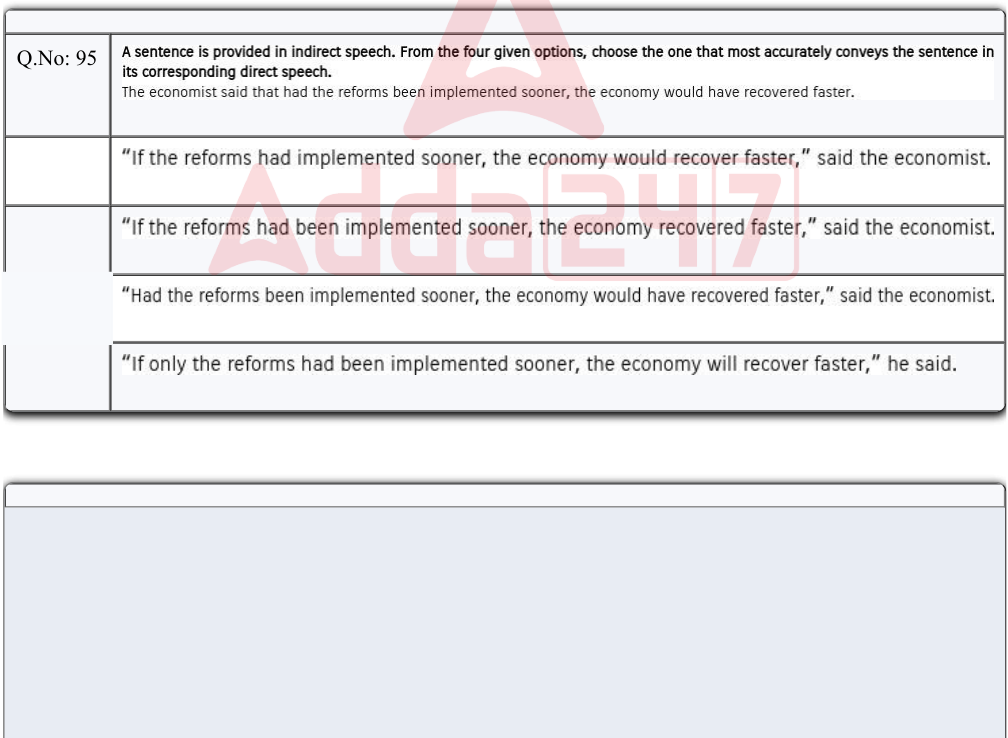 Q.No: 95
A sentence is provided in indirect speech. From the four given options, choose the one that most accurately conveys the sentence in
its corresponding direct speech.
The economist said that had the reforms been implemented sooner, the economy would have recovered faster.
“If the reforms had implemented sooner, the economy would recover faster,” said the economist.
Adda247
“If the reforms had been implemented sooner, the economy recovered faster,” said the economist.
“Had the reforms been implemented sooner, the economy would have recovered faster,” said the economist.
“If only the reforms had been implemented sooner, the economy will recover faster,” he said.